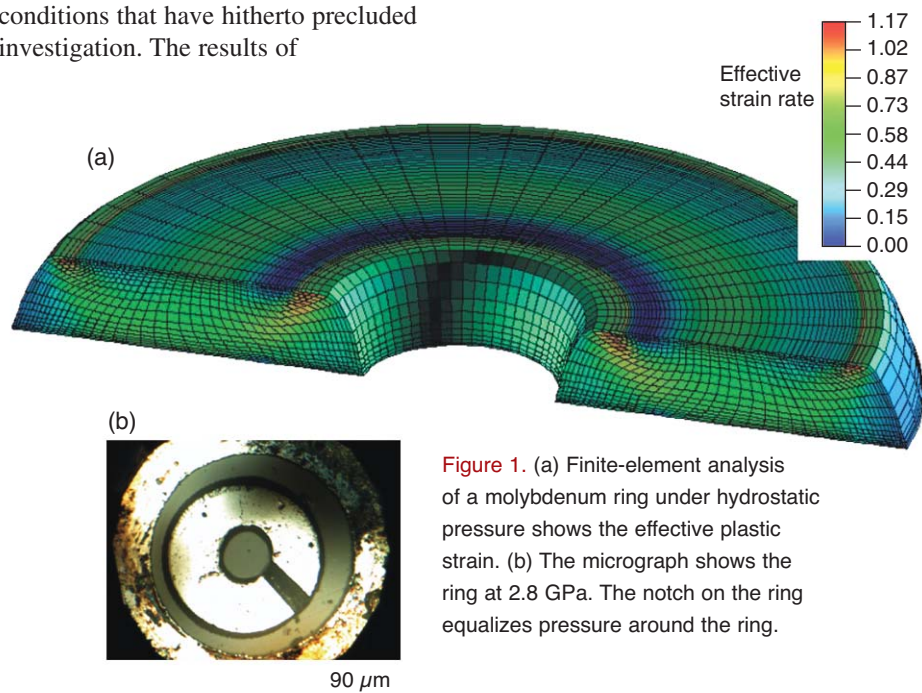 conditions that have hitherto precluded
investigation. The results of
Effective
strain rate
1.17
1.02
0.87
0.73
0.58
0.44
0.29
0.15
0.00
(a)
(b)
90 μm
Figure 1. (a) Finite-element analysis
of a molybdenum ring under hydrostatic
pressure shows the effective plastic
strain. (b) The micrograph shows the
ring at 2.8 GPa. The notch on the ring
equalizes pressure around the ring.